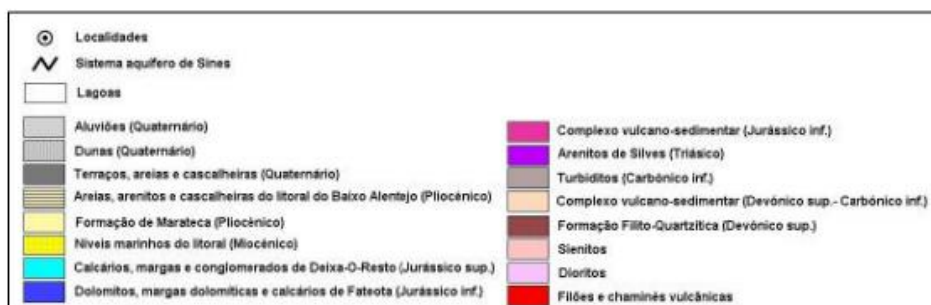 Localidades
Sistema aquífero de Sines
Lagoas
Aluviões (Quaternário)
Dunas (Quaternário)
Terraços, areias e cascalheiras (Quaternário)
Areias, arenitos e cascalheiras do litoral do Baixo Alentejo (Pliocénico)
Formação de Marateca (Pliocénico)
Níveis marinhos do litoral (Miocénico)
Calcários, margas e conglomerados de Deixa-O-Resto (Jurássico sup.)
Dolomitos, margas dolomíticas e calcários de Fateota (Jurássico inf.)
Complexo vulcano-sedimentar (Jurássico inf.)
Arenitos de Silves (Triásico)
Turbiditos (Carbónico inf.)
Complexo vulcano-sedimentar (Devónico sup.- Carbónico inf.)
Formação Filito-Quartzítica (Devónico sup.)
Sienitos
Dioritos
Filões e chaminés vulcânicas